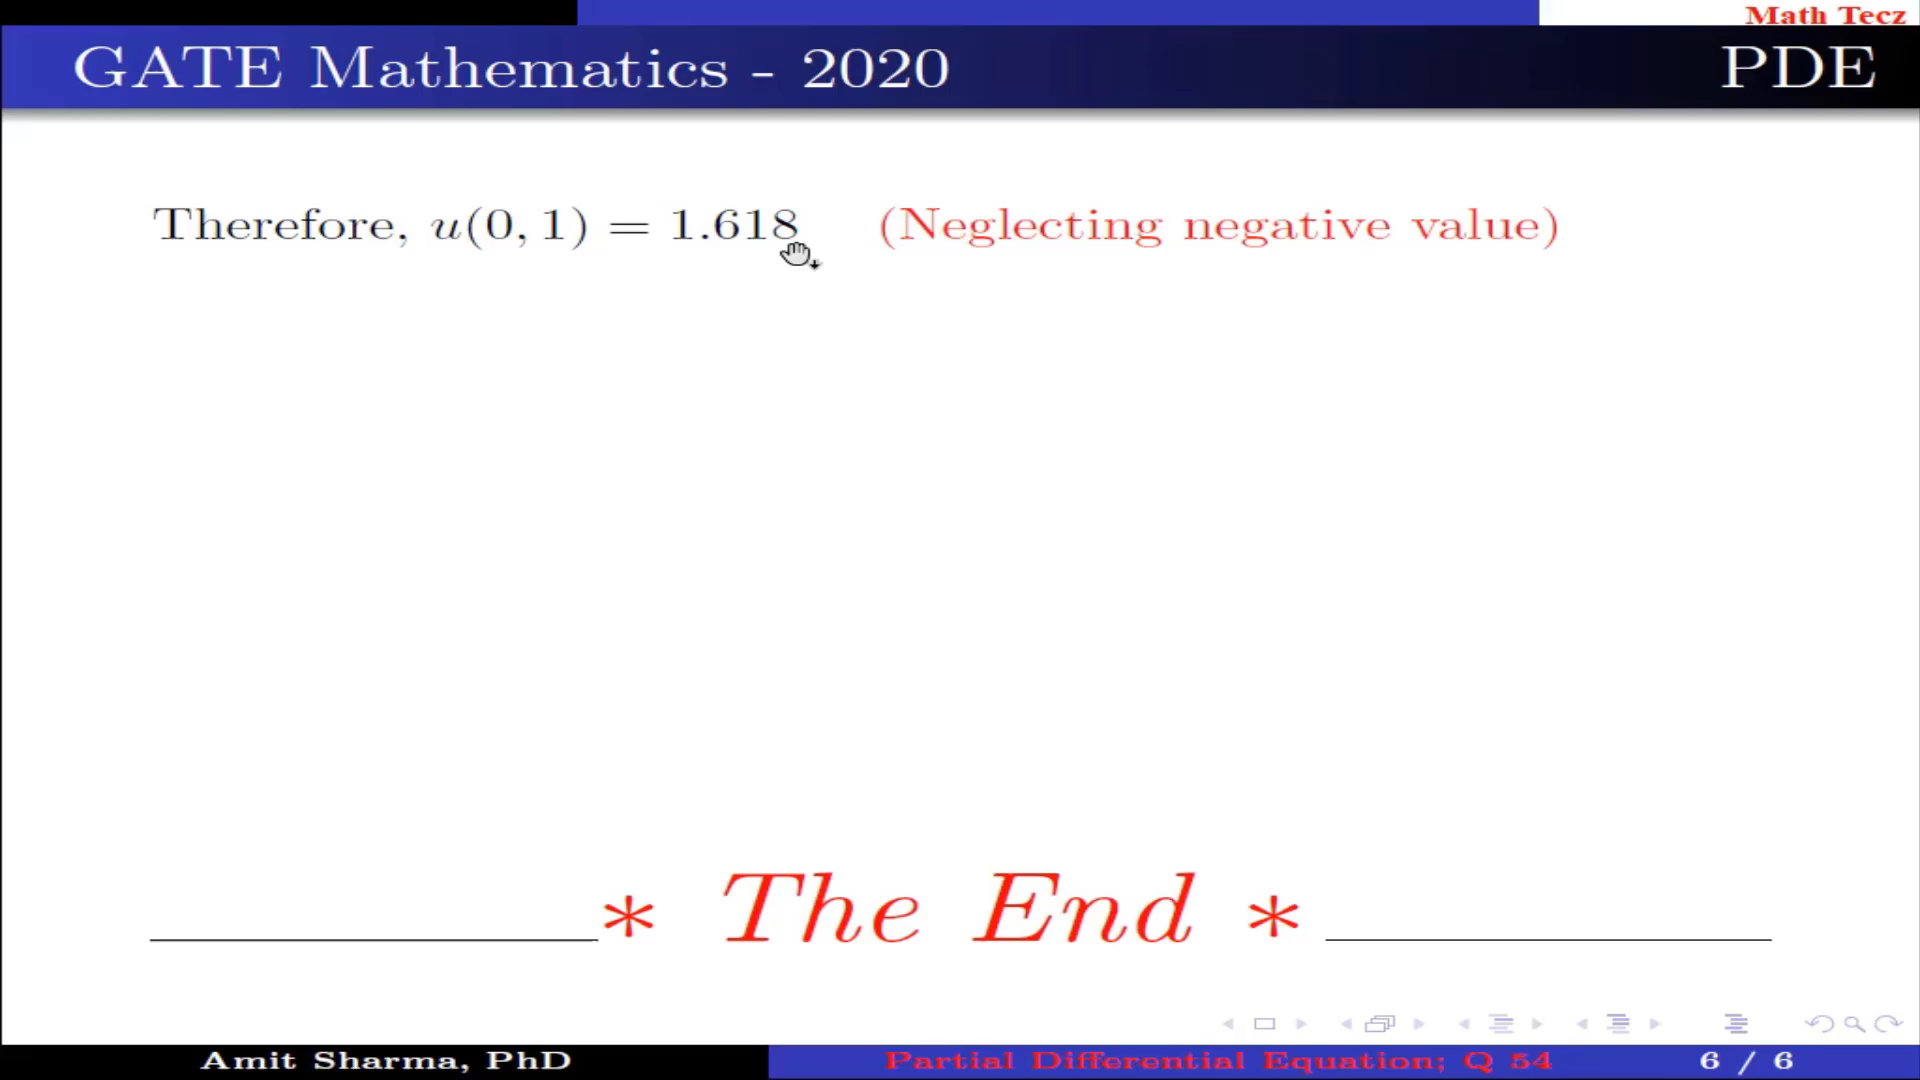 Math Tecz
GATE Mathematics - 2020 PDE
Therefore, u(0, 1) = 1.618 (Neglecting negative value)
* The End *
Amit Sharma, PhD Partial Differential Equation; Q 54 6 / 6